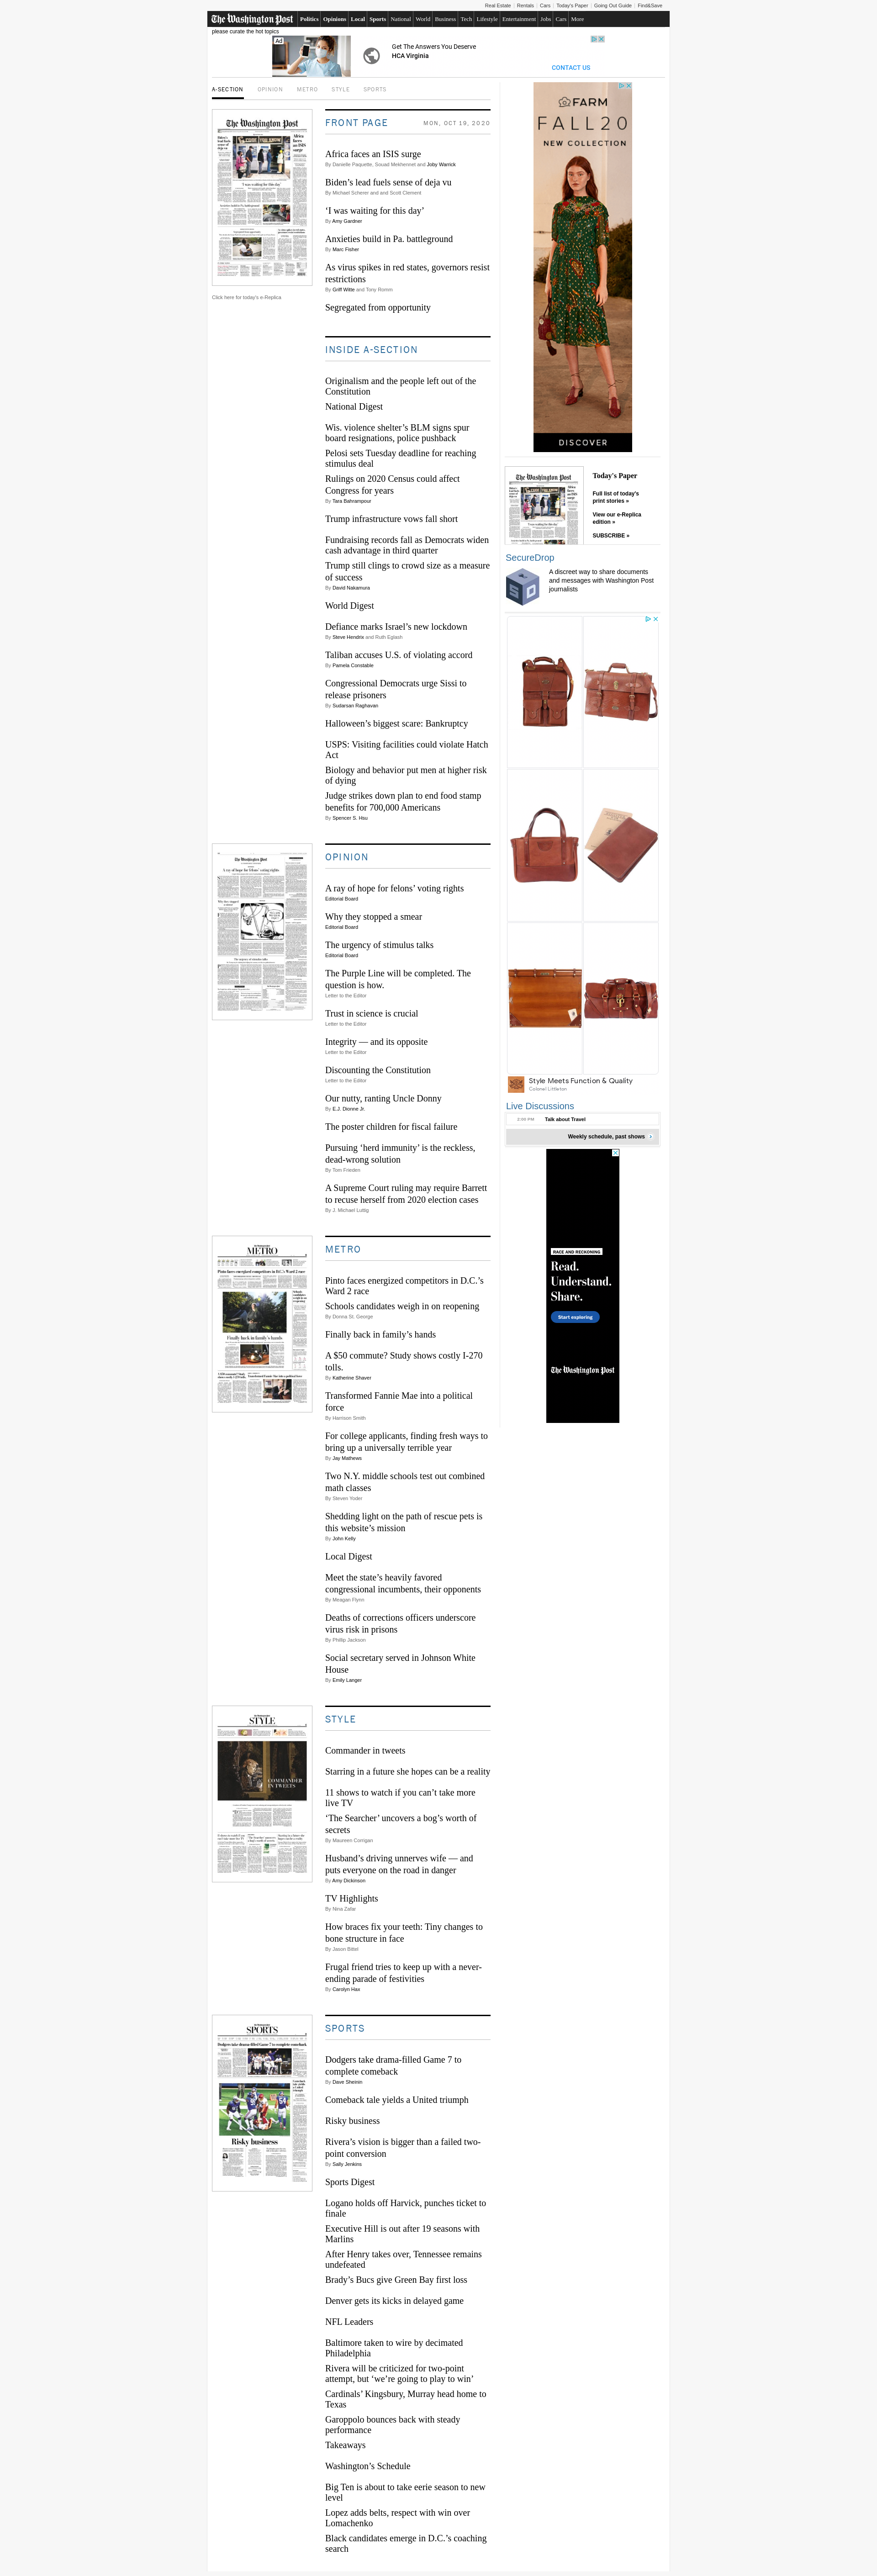 Real Estate Rentals Cars Today's Paper Going Out Guide Find&Save
The Washington Post Politics Opinions Local Sports National World Business Tech Lifestyle Entertainment Jobs Cars More
please curate the hot topics
Ad
Get The Answers You Deserve
HCA Virginia
CONTACT US
A-SECTION OPINION METRO STYLE SPORTS
FRONT PAGE
MON, OCT 19, 2020
Africa faces an ISIS surge
By Danielle Paquette, Souad Mekhennet and Joby Warrick
Biden’s lead fuels sense of deja vu
By Michael Scherer and and Scott Clement
‘I was waiting for this day’
By Amy Gardner
Anxieties build in Pa. battleground
By Marc Fisher
As virus spikes in red states, governors resist
restrictions
By Griff Witte and Tony Romm
Segregated from opportunity
Click here for today's e-Replica
INSIDE A-SECTION
Originalism and the people left out of the
Constitution
National Digest
Wis. violence shelter’s BLM signs spur
board resignations, police pushback
Pelosi sets Tuesday deadline for reaching
stimulus deal
Rulings on 2020 Census could affect
Congress for years
By Tara Bahrampour
Trump infrastructure vows fall short
Fundraising records fall as Democrats widen
cash advantage in third quarter
Trump still clings to crowd size as a measure
of success
By David Nakamura
World Digest
Defiance marks Israel’s new lockdown
By Steve Hendrix and Ruth Eglash
Taliban accuses U.S. of violating accord
By Pamela Constable
Congressional Democrats urge Sissi to
release prisoners
By Sudarsan Raghavan
Halloween’s biggest scare: Bankruptcy
USPS: Visiting facilities could violate Hatch
Act
Biology and behavior put men at higher risk
of dying
Judge strikes down plan to end food stamp
benefits for 700,000 Americans
By Spencer S. Hsu
OPINION
A ray of hope for felons’ voting rights
Editorial Board
Why they stopped a smear
Editorial Board
The urgency of stimulus talks
Editorial Board
The Purple Line will be completed. The
question is how.
Letter to the Editor
Trust in science is crucial
Letter to the Editor
Integrity — and its opposite
Letter to the Editor
Discounting the Constitution
Letter to the Editor
Our nutty, ranting Uncle Donny
By E.J. Dionne Jr.
The poster children for fiscal failure
Pursuing ‘herd immunity’ is the reckless,
dead-wrong solution
By Tom Frieden
A Supreme Court ruling may require Barrett
to recuse herself from 2020 election cases
By J. Michael Luttig
METRO
Pinto faces energized competitors in D.C.’s
Ward 2 race
Schools candidates weigh in on reopening
By Donna St. George
Finally back in family’s hands
A $50 commute? Study shows costly I-270
tolls.
By Katherine Shaver
Transformed Fannie Mae into a political
force
By Harrison Smith
For college applicants, finding fresh ways to
bring up a universally terrible year
By Jay Mathews
Two N.Y. middle schools test out combined
math classes
By Steven Yoder
Shedding light on the path of rescue pets is
this website’s mission
By John Kelly
Local Digest
Meet the state’s heavily favored
congressional incumbents, their opponents
By Meagan Flynn
Deaths of corrections officers underscore
virus risk in prisons
By Phillip Jackson
Social secretary served in Johnson White
House
By Emily Langer
STYLE
Commander in tweets
Starring in a future she hopes can be a reality
11 shows to watch if you can’t take more
live TV
‘The Searcher’ uncovers a bog’s worth of
secrets
By Maureen Corrigan
Husband’s driving unnerves wife — and
puts everyone on the road in danger
By Amy Dickinson
TV Highlights
By Nina Zafar
How braces fix your teeth: Tiny changes to
bone structure in face
By Jason Bittel
Frugal friend tries to keep up with a never-
ending parade of festivities
By Carolyn Hax
SPORTS
Dodgers take drama-filled Game 7 to
complete comeback
By Dave Sheinin
Comeback tale yields a United triumph
Risky business
Rivera’s vision is bigger than a failed two-
point conversion
By Sally Jenkins
Sports Digest
Logano holds off Harvick, punches ticket to
finale
Executive Hill is out after 19 seasons with
Marlins
After Henry takes over, Tennessee remains
undefeated
Brady’s Bucs give Green Bay first loss
Denver gets its kicks in delayed game
NFL Leaders
Baltimore taken to wire by decimated
Philadelphia
Rivera will be criticized for two-point
attempt, but ‘we’re going to play to win’
Cardinals’ Kingsbury, Murray head home to
Texas
Garoppolo bounces back with steady
performance
Takeaways
Washington’s Schedule
Big Ten is about to take eerie season to new
level
Lopez adds belts, respect with win over
Lomachenko
Black candidates emerge in D.C.’s coaching
search
FARM
FALL20
NEW COLLECTION
DISCOVER
Today's Paper
Full list of today's
print stories »
View our e-Replica
edition »
SUBSCRIBE »
SecureDrop
A discreet way to share documents
and messages with Washington Post
journalists
Style Meets Function & Quality
Colonel Littleton
Live Discussions
2:00 PM Talk about Travel
Weekly schedule, past shows
RACE AND RECKONING
Read.
Understand.
Share.
Start exploring
The Washington Post